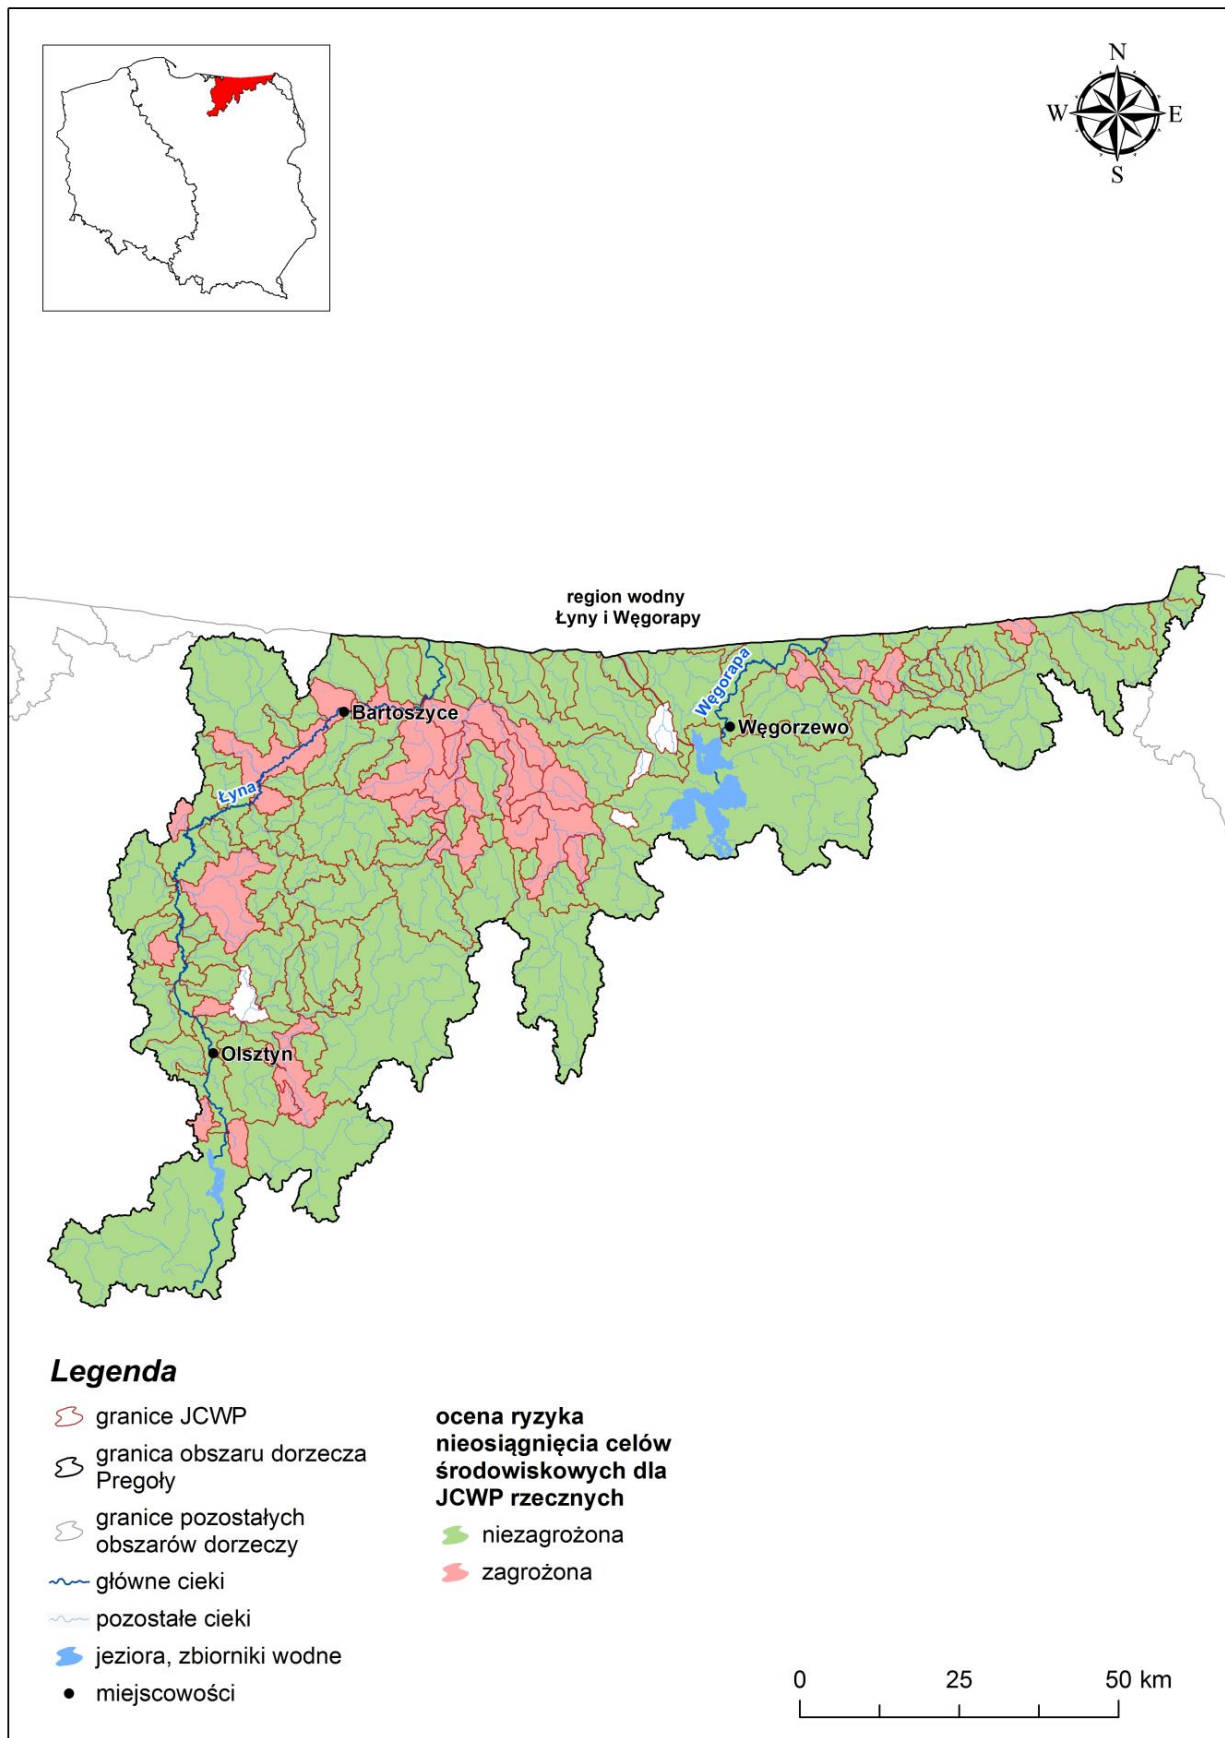 N
W E
S
region wodny
Łyny i Węgorapy
Węgorapa
Bartoszyce
Węgorzewo
Łyna
Olsztyn
Legenda
granice JCWP
granica obszaru dorzecza
Pregoły
granice pozostałych
obszarów dorzeczy
główne cieki
pozostałe cieki
jeziora, zbiorniki wodne
miejscowości
ocena ryzyka
nieosiągnięcia celów
środowiskowych dla
JCWP rzecznych
niezagrożona
zagrożona
0 25 50 km